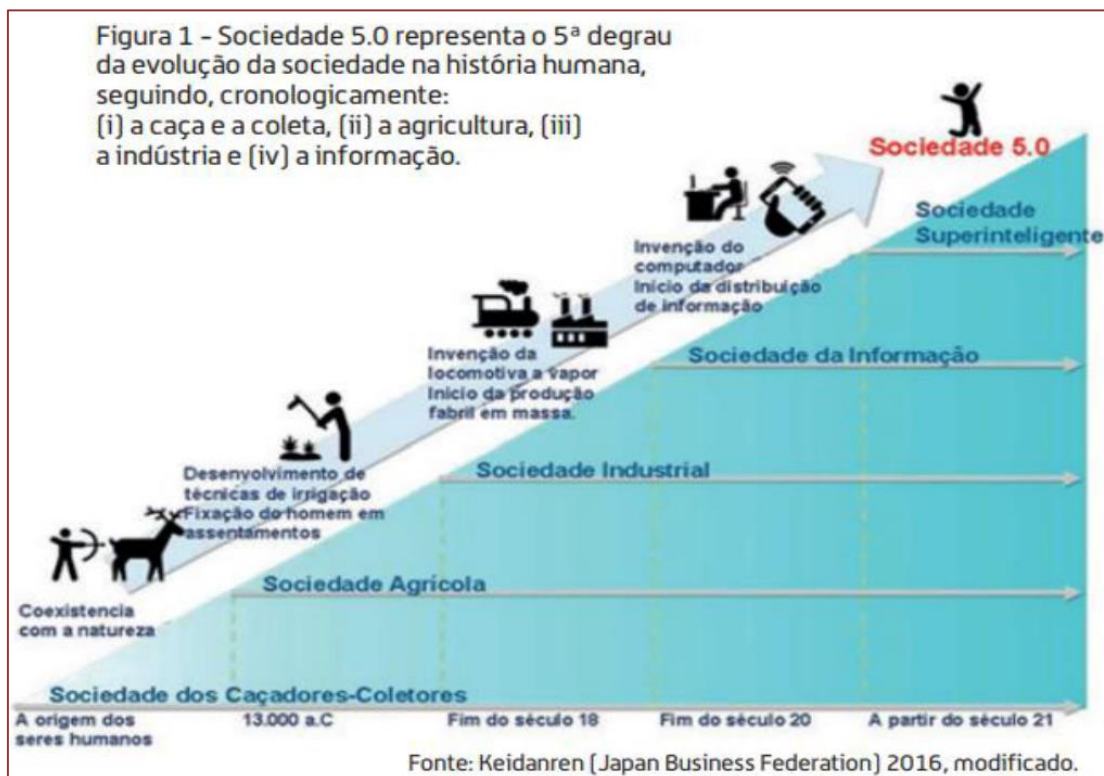 Figura 1 – Sociedade 5.0 representa o 5ª degrau
da evolução da sociedade na história humana,
seguindo, cronologicamente:
(i) a caça e a coleta, (ii) a agricultura, (iii)
a indústria e (iv) a informação.
Sociedade 5.0
Sociedade
Superinteligente
Invenção do
computador
Início da distribuição
de informação
Sociedade da Informação
Invenção da
locomotiva a vapor
Inicio da produção
fabril em massa.
Sociedade Industrial
Desenvolvimento de
técnicas de irrigação
Fixação do homem em
assentamentos
Sociedade Agrícola
Coexistencia
com a natureza
Sociedade dos Caçadores-Coletores
A origem dos
seres humanos
13.000 a.C
Fim do século 18
Fim do século 20
A partir do século 21
Fonte: Keidanren (Japan Business Federation) 2016, modificado.